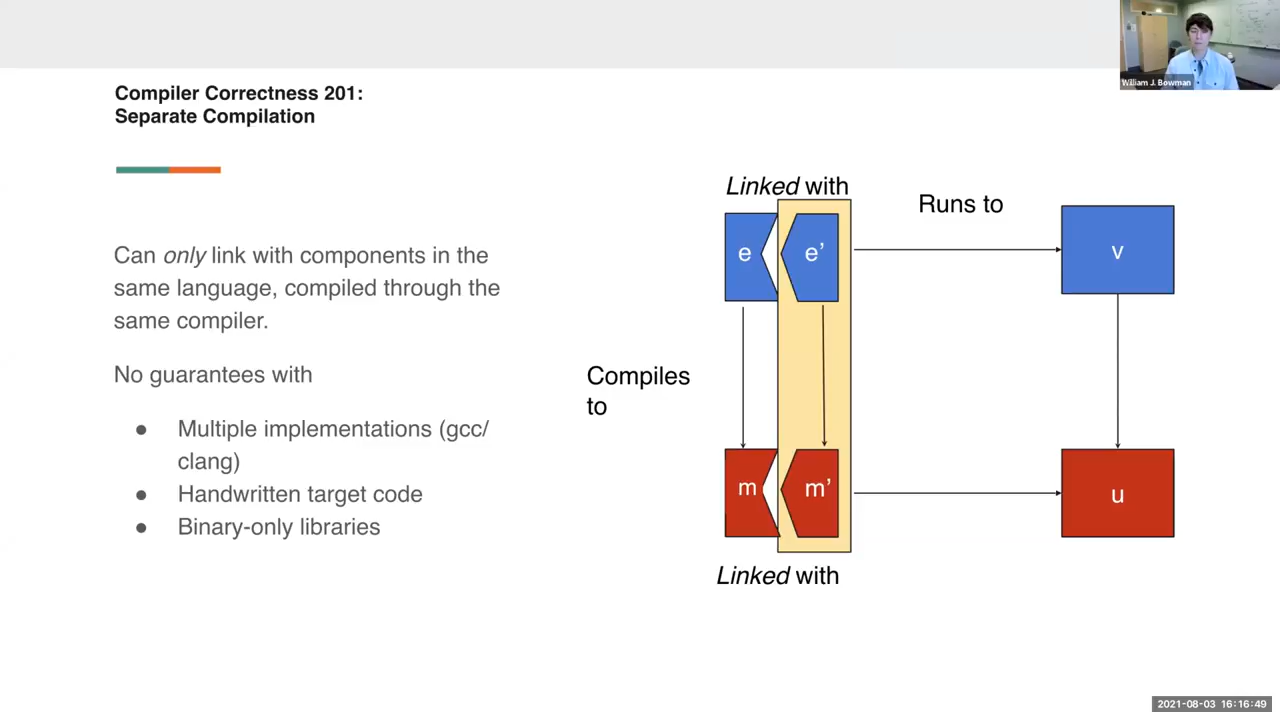 William J. Bowman
Compiler Correctness 201:
Separate Compilation
Can only link with components in the
same language, compiled through the
same compiler.
No guarantees with
● Multiple implementations (gcc/
clang)
● Handwritten target code
● Binary-only libraries
Linked with
Runs to
e
e’
v
Compiles
to
m
m’
u
Linked with
2021-08-03 16:16:49